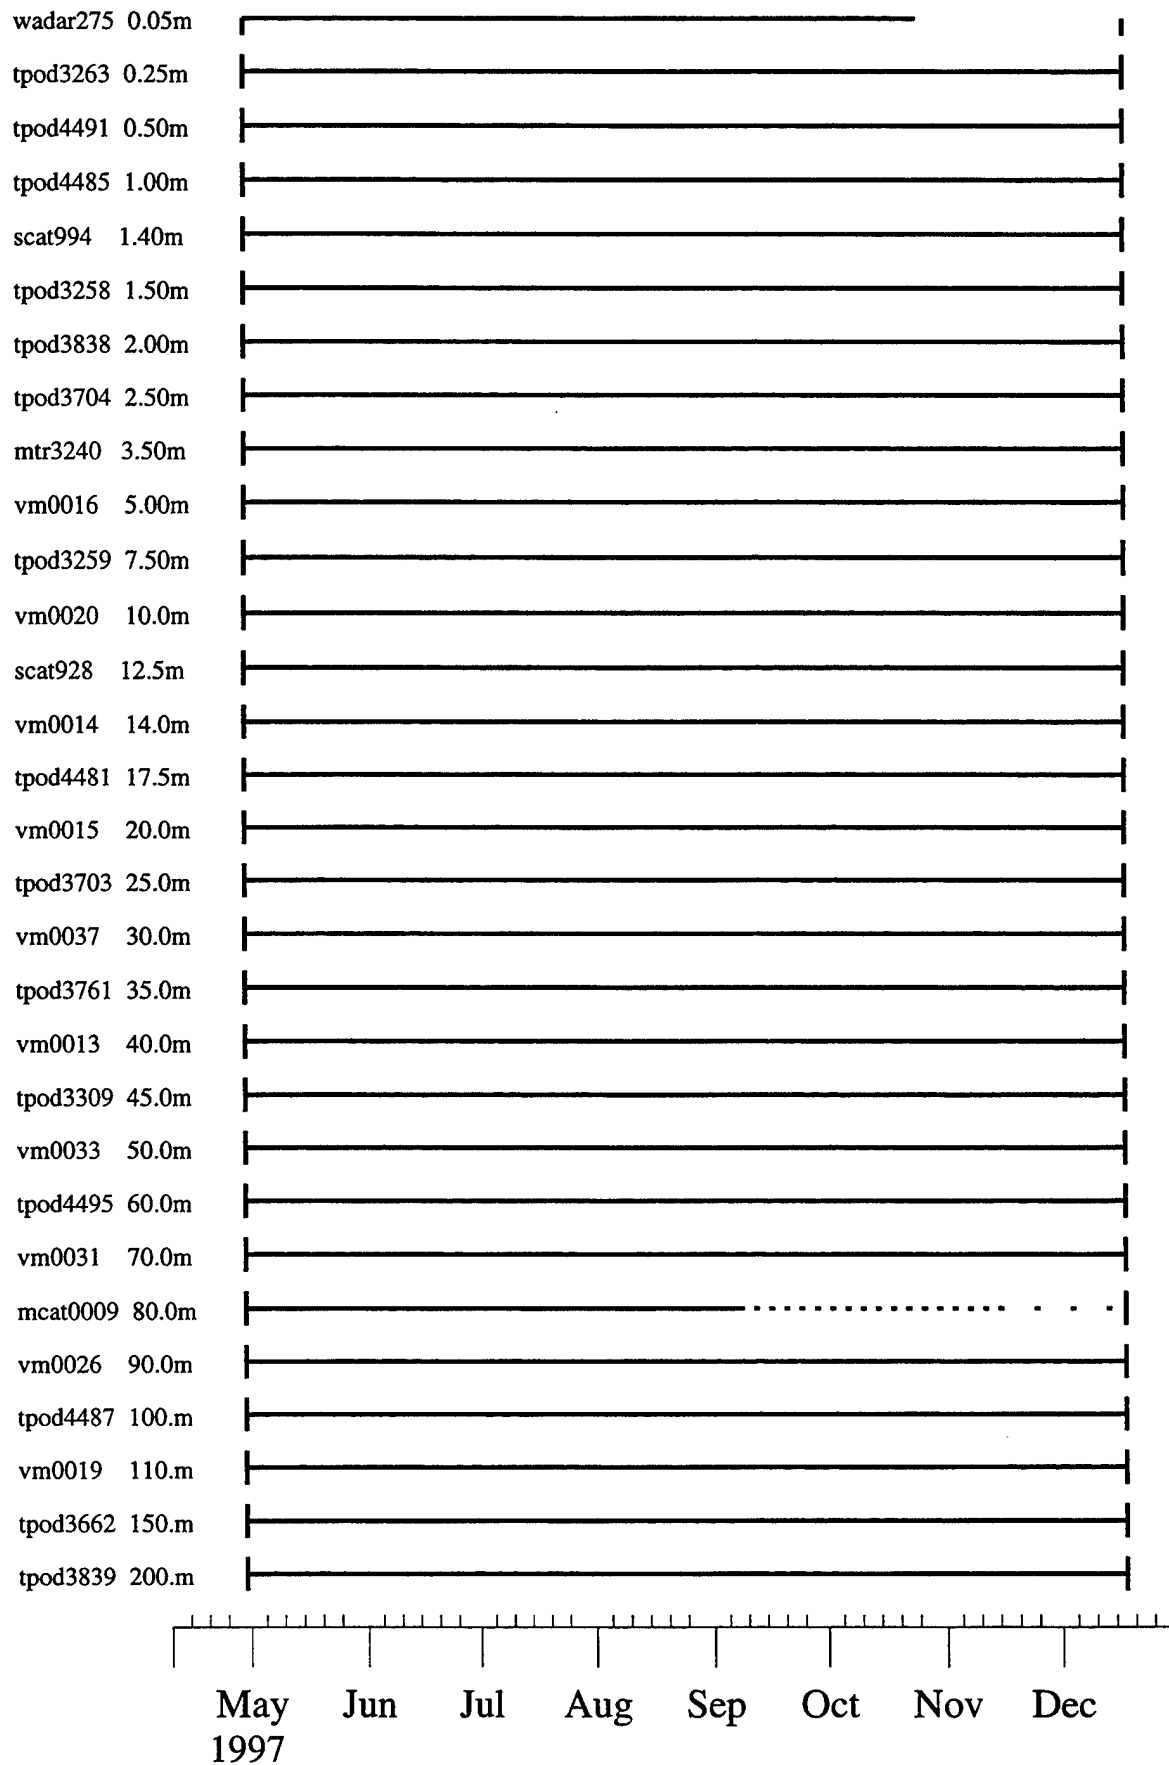 wadar275 0.05m
tpod3263 0.25m
tpod4491 0.50m
tpod4485 1.00m
scat994 1.40m
tpod3258 1.50m
tpod3838 2.00m
tpod3704 2.50m
mtr3240 3.50m
vm0016 5.00m
tpod3259 7.50m
vm0020 10.0m
scat928 12.5m
vm0014 14.0m
tpod4481 17.5m
vm0015 20.0m
tpod3703 25.0m
vm0037 30.0m
tpod3761 35.0m
vm0013 40.0m
tpod3309 45.0m
vm0033 50.0m
tpod4495 60.0m
vm0031 70.0m
mcat0009 80.0m
vm0026 90.0m
tpod4487 100.m
vm0019 110.m
tpod3662 150.m
tpod3839 200.m
May Jun Jul Aug Sep Oct Nov Dec
1997